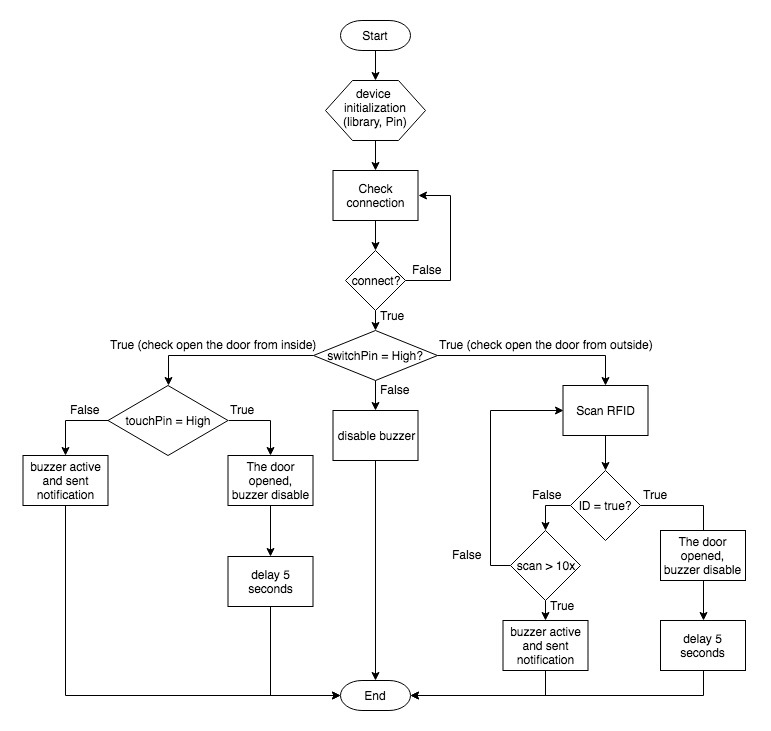 Start
device
initialization
(library, Pin)
Check
connection
connect?
False
True
True (check open the door from inside)
switchPin = High?
True (check open the door from outside)
False
False
touchPin = High
True
disable buzzer
Scan RFID
buzzer active
and sent
notification
The door
opened,
buzzer disable
False
ID = true?
True
False
scan > 10x
The door
opened,
buzzer disable
delay 5
seconds
True
buzzer active
and sent
notification
delay 5
seconds
End